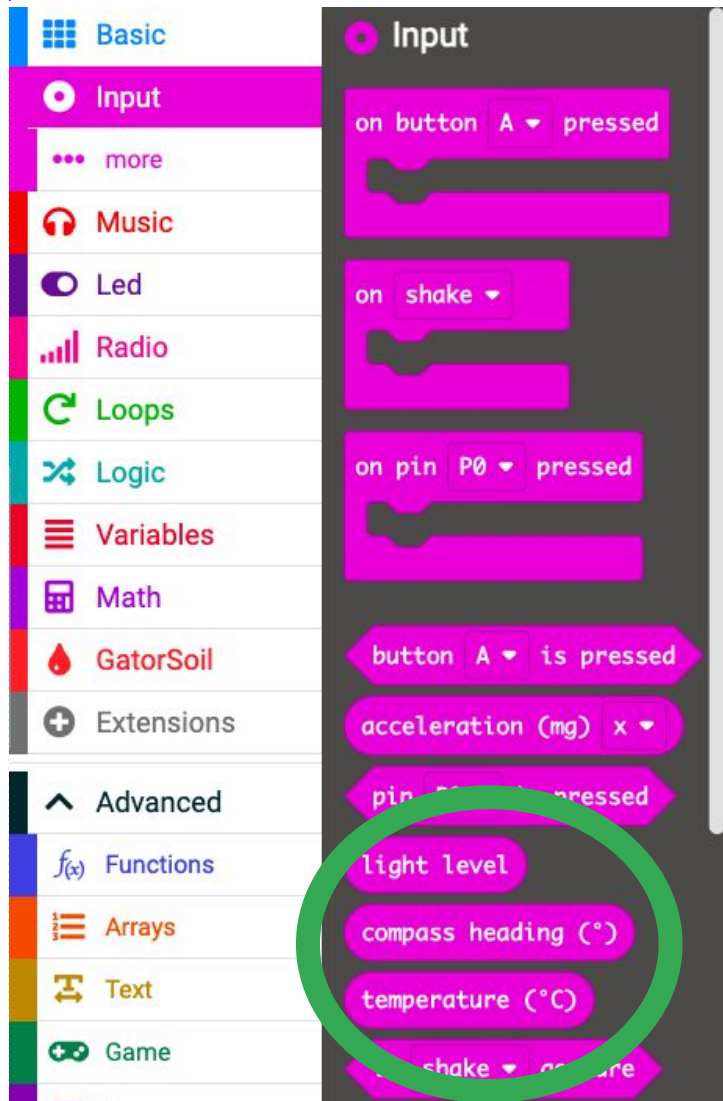 Basic
Input
more
Music
Led
Radio
Loops
Logic
Variables
Math
GatorSoil
Extensions
Advanced
f(x) Functions
Arrays
Text
Game
Input
on button A pressed
on shake
on pin P0 pressed
button A is pressed
acceleration (mg) x
pin pressed
light level
compass heading (°)
temperature (°C)
shake